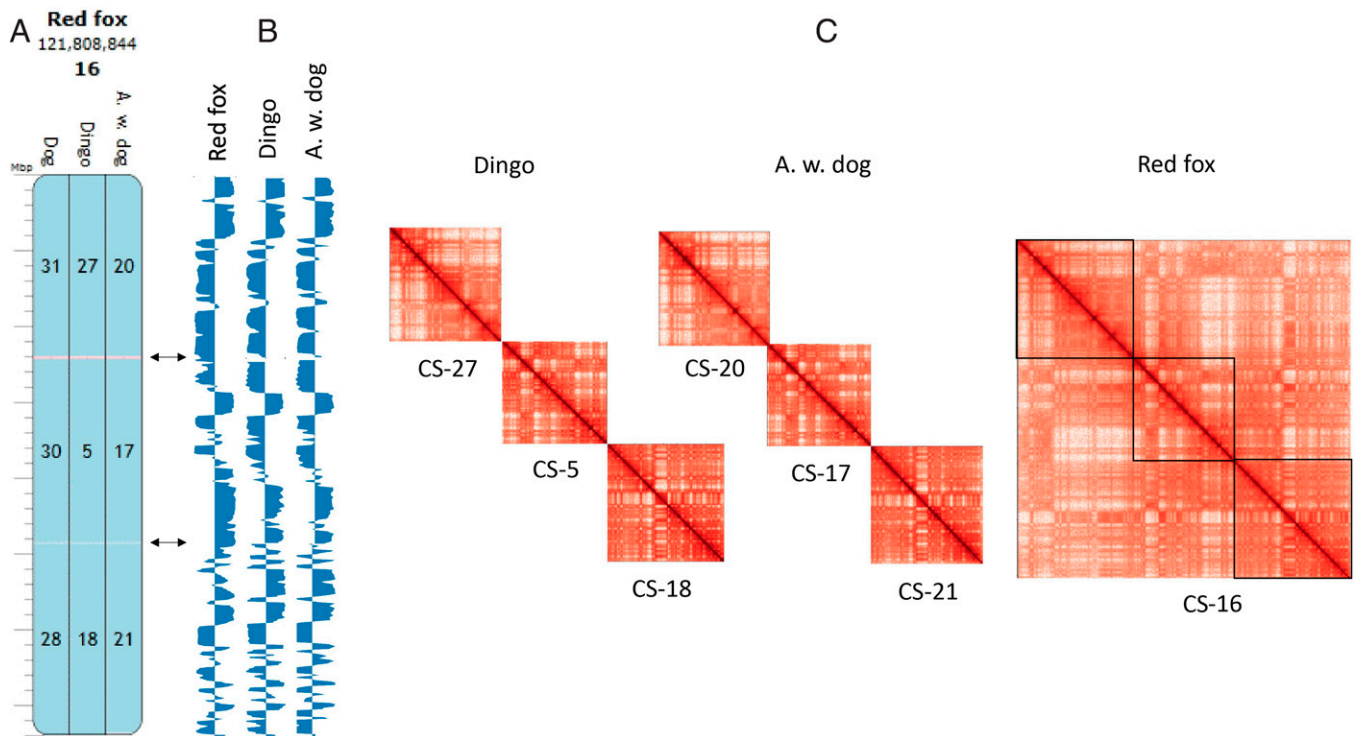 A
Red fox
121,808,844
16
Mbp
Dog
Dingo
A. w. dog
31 27 20
30 5 17
28 18 21
B
Red fox
Dingo
A. w. dog
C
Dingo
A. w. dog
Red fox
CS-27
CS-5
CS-18
CS-20
CS-17
CS-21
CS-16